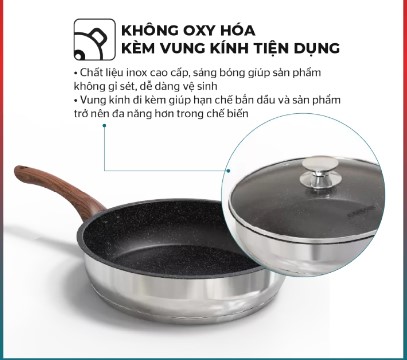 KHÔNG OXY HÓA
KÈM VUNG KÍNH TIỆN DỤNG
• Chất liệu inox cao cấp, sáng bóng giúp sản phẩm
không gỉ sét, dễ dàng vệ sinh
• Vung kính đi kèm giúp hạn chế bắn dầu và sản phẩm
trở nên đa năng hơn trong chế biến